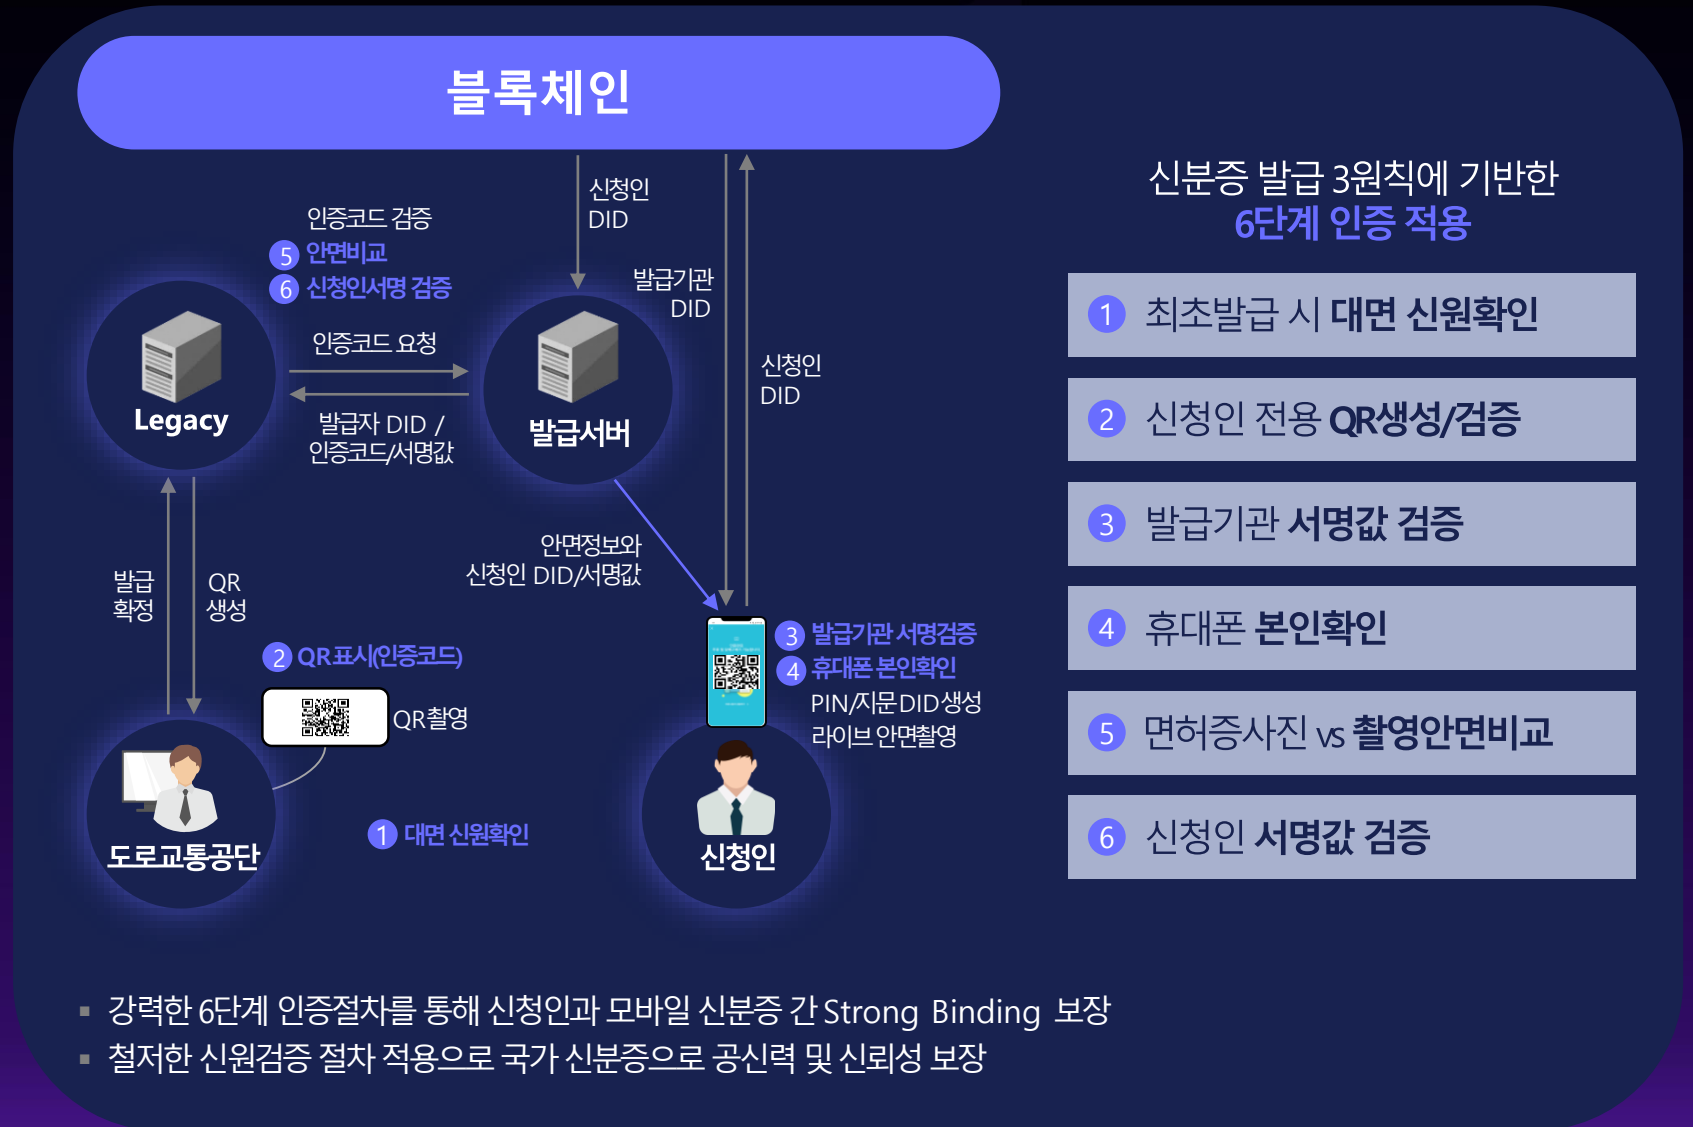 블록체인
신청인
DID
인증코드 검증
5 안면비교
6 신청인서명 검증
발급기관
DID
인증코드 요청
신청인
DID
Legacy
발급자 DID /
인증코드/서명값
발급서버
안면정보와
신청인 DID/서명값
발급
확정
QR
생성
2 QR표시(인증코드)
QR촬영
3 발급기관 서명검증
4 휴대폰 본인확인
PIN/지문DID생성
라이브 안면촬영
1 대면 신원확인
도로교통공단
신청인
신분증 발급 3원칙에 기반한
6단계 인증 적용
1 최초발급 시 대면 신원확인
2 신청인 전용 QR생성/검증
3 발급기관 서명값 검증
4 휴대폰 본인확인
5 면허증사진 vs 촬영안면비교
6 신청인 서명값 검증
▪ 강력한 6단계 인증절차를 통해 신청인과 모바일 신분증 간 Strong Binding 보장
▪ 철저한 신원검증 절차 적용으로 국가 신분증으로 공신력 및 신뢰성 보장